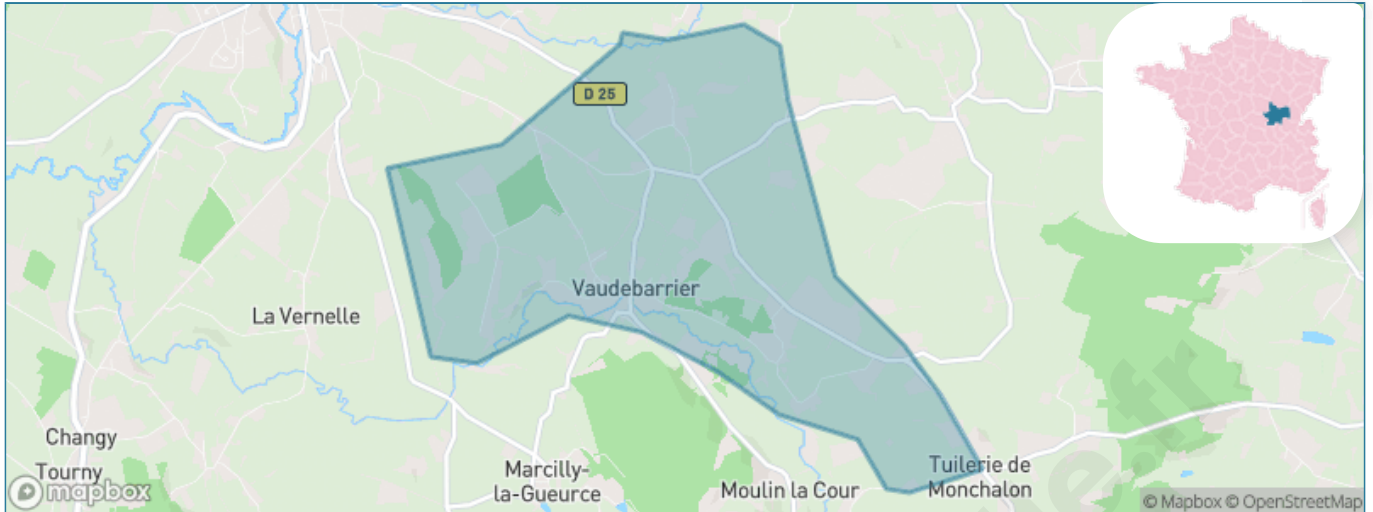 D 25
Vaudebarrier
La Vernelle
Changy
Tourny
Marcilly-
la-Gueurce
Moulin la Cour
Tuilerie de
Monchalon
mapbox
© Mapbox © OpenStreetMap